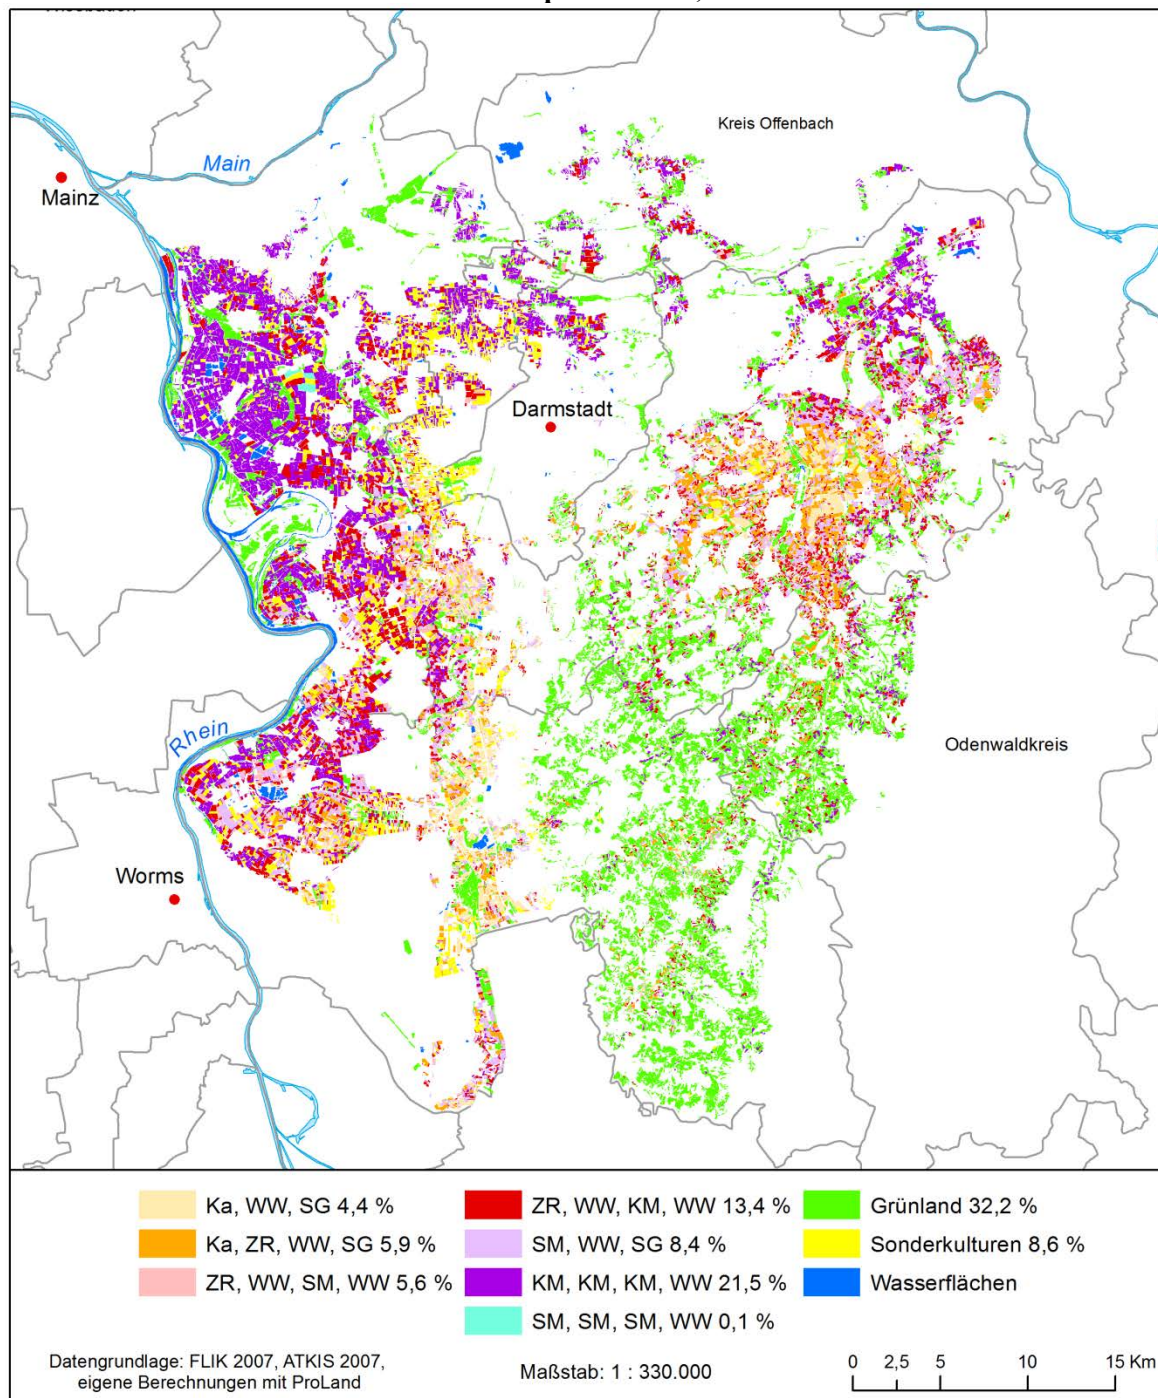 Kreis Offenbach
Main
Mainz
Darmstadt
Rhein
Odenwaldkreis
Worms
Ka, WW, SG 4,4 %
Ka, ZR, WW, SG 5,9 %
ZR, WW, SM, WW 5,6 %
ZR, WW, KM, WW 13,4 %
SM, WW, SG 8,4 %
KM, KM, KM, WW 21,5 %
SM, SM, SM, WW 0,1 %
Grünland 32,2 %
Sonderkulturen 8,6 %
Wasserflächen
Datengrundlage: FLIK 2007, ATKIS 2007,
eigene Berechnungen mit ProLand
Maßstab: 1 : 330.000
0 2,5 5 10 15 Km